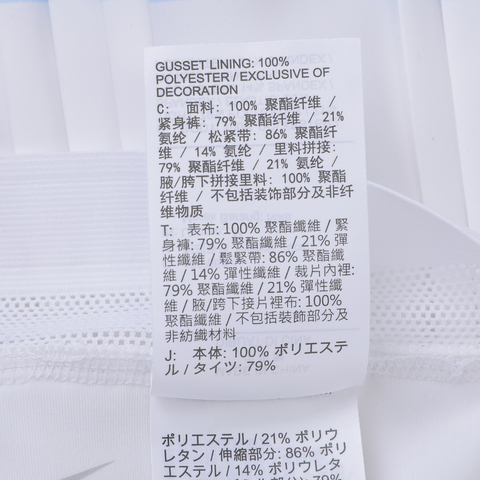 GUSSET LINING: 100%
POLYESTER / EXCLUSIVE OF
DECORATION
C: 面料: 100% 聚酯纤维 /
紧身裤: 79% 聚酯纤维 / 21%
氨纶 / 松紧带: 86% 聚酯纤
维 / 14% 氨纶 / 里料拼接:
79% 聚酯纤维 / 21% 氨纶 /
腋/胯下拼接里料: 100% 聚酯
纤维 / 不包括装饰部分及非纤
维物质
T: 表布: 100% 聚酯纖維 / 緊
身褲: 79% 聚酯纖維 / 21% 彈
性纖維 / 鬆緊帶: 86% 聚酯纖
維 / 14% 彈性纖維 / 裁片內裡:
79% 聚酯纖維 / 21% 彈性纖
維 / 腋/胯下接片裡布: 100%
聚酯纖維 / 不包括裝飾部分及
非紡織材料
J: 本体: 100% ポリエステ
ル / タイツ: 79%
ポリエステル / 21% ポリウ
レタン / 伸縮部分: 86% ポリ
エステル / 14% ポリウレタ